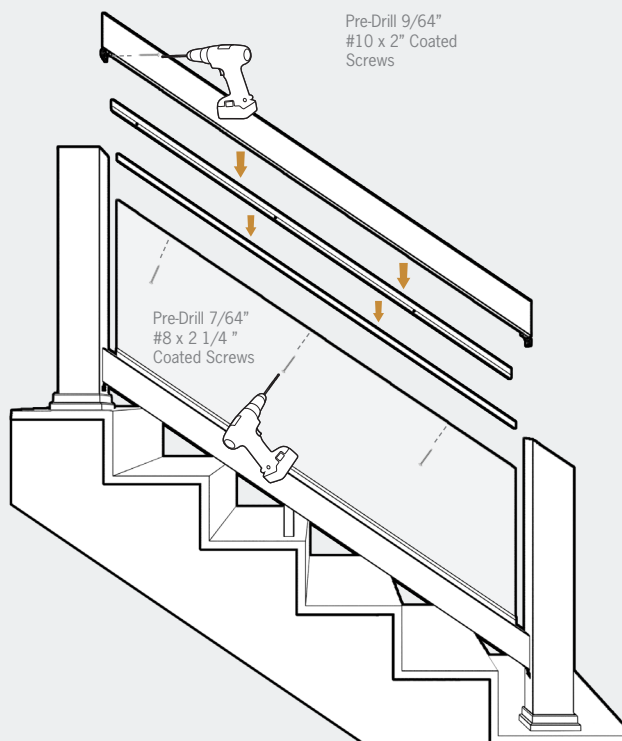 Pre-Drill 9/64"
#10 x 2" Coated
Screws
Pre-Drill 7/64"
#8 x 2 1/4 "
Coated Screws